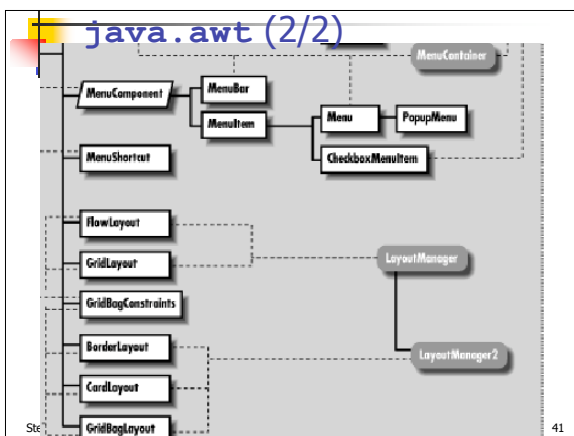 java.awt (2/2)
MenuContainer
MenuComponent
MenuBar
MenuItem
Menu
PopupMenu
CheckboxMenuItem
MenuShortcut
FlowLayout
GridLayout
LayoutManager
GridBagConstraints
BorderLayout
LayoutManager2
CardLayout
GridBagLayout
41